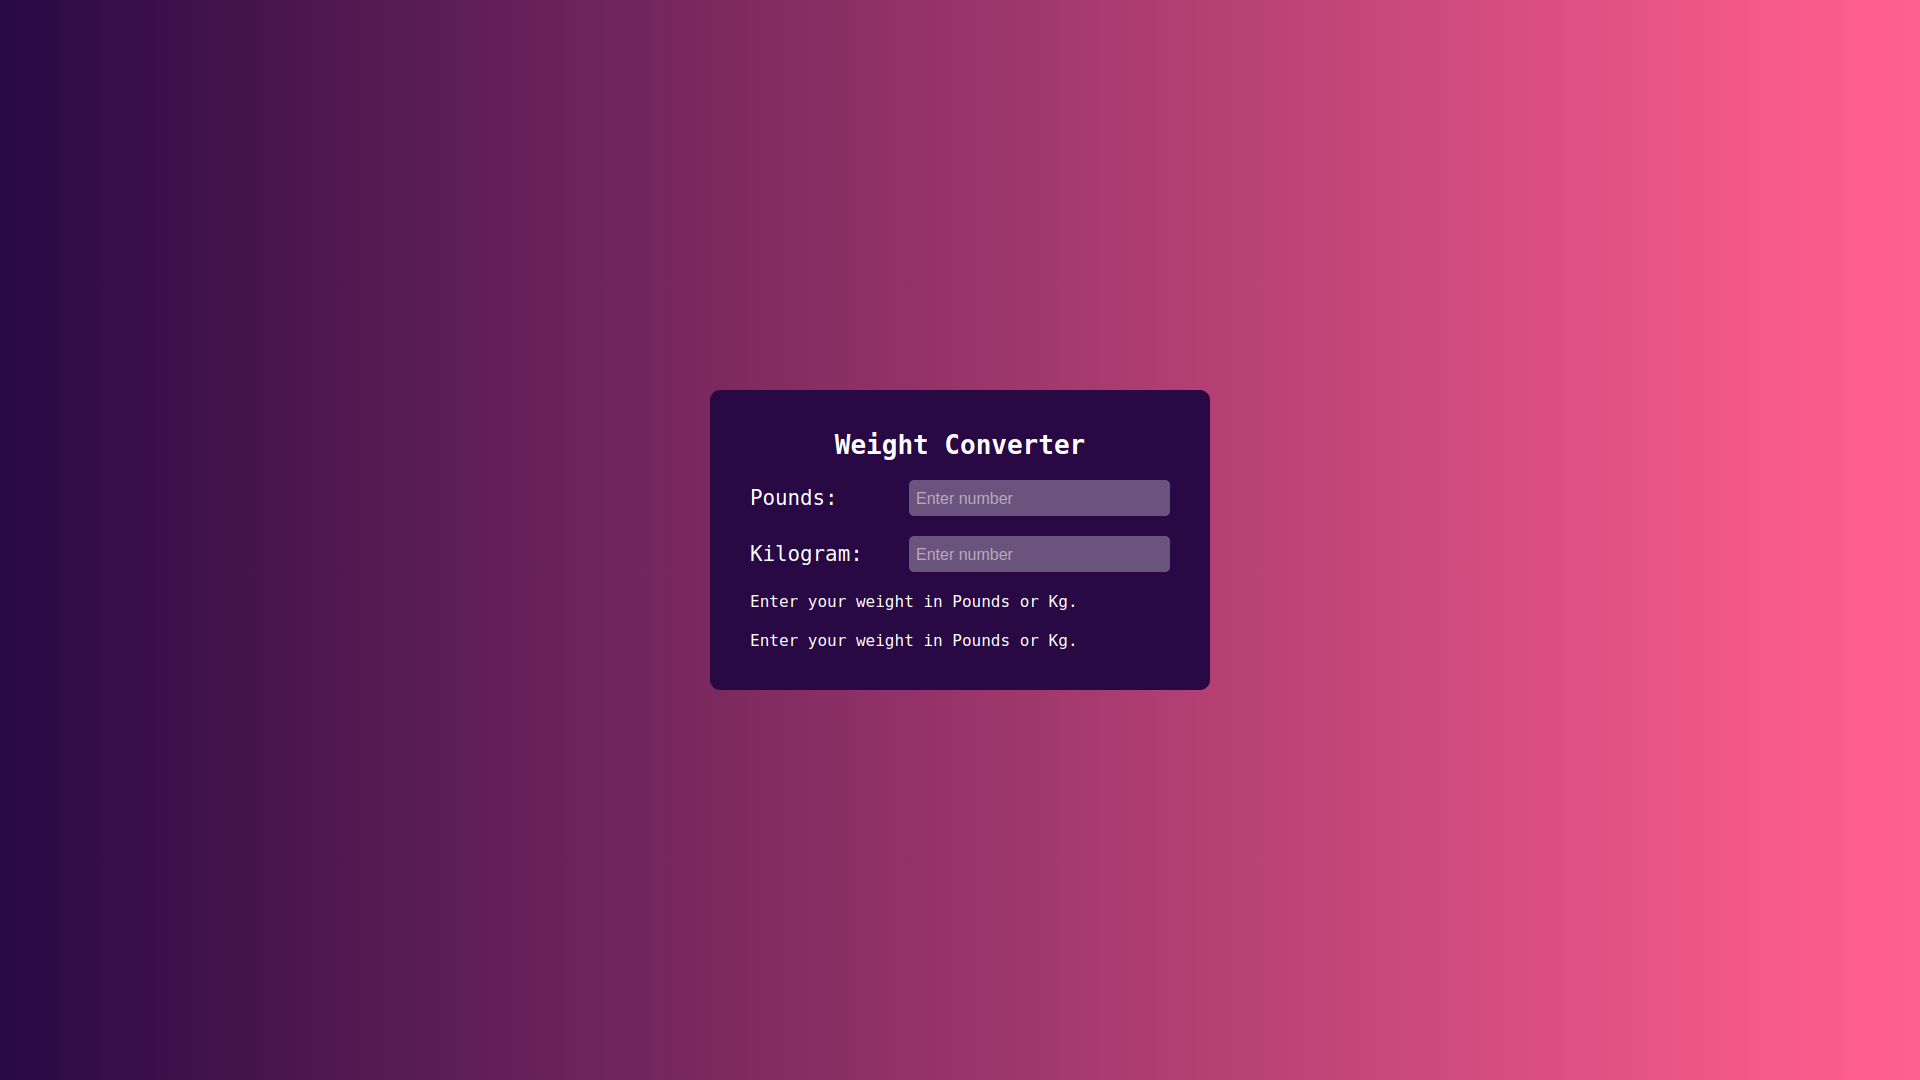 Weight Converter
Pounds:
Enter number
Kilogram:
Enter number
Enter your weight in Pounds or Kg.
Enter your weight in Pounds or Kg.